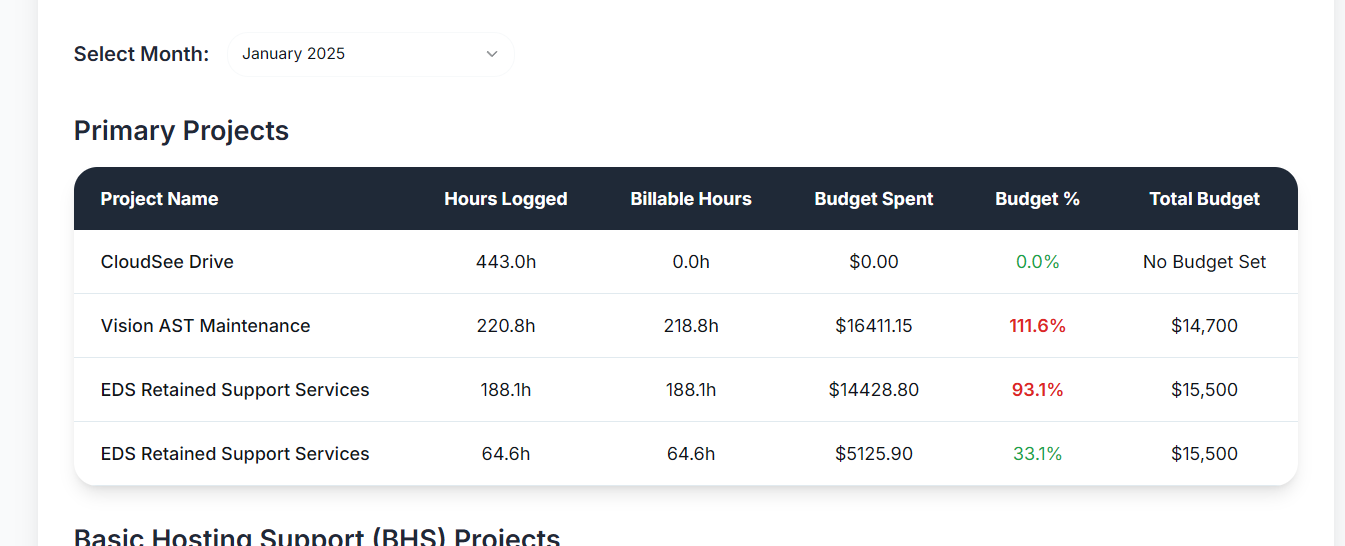 Select Month: January 2025
Primary Projects
Project Name Hours Logged Billable Hours Budget Spent Budget % Total Budget
CloudSee Drive 443.0h 0.0h $0.00 0.0% No Budget Set
Vision AST Maintenance 220.8h 218.8h $16411.15 111.6% $14,700
EDS Retained Support Services 188.1h 188.1h $14428.80 93.1% $15,500
EDS Retained Support Services 64.6h 64.6h $5125.90 33.1% $15,500
Basic Hosting Support (BHS) Projects